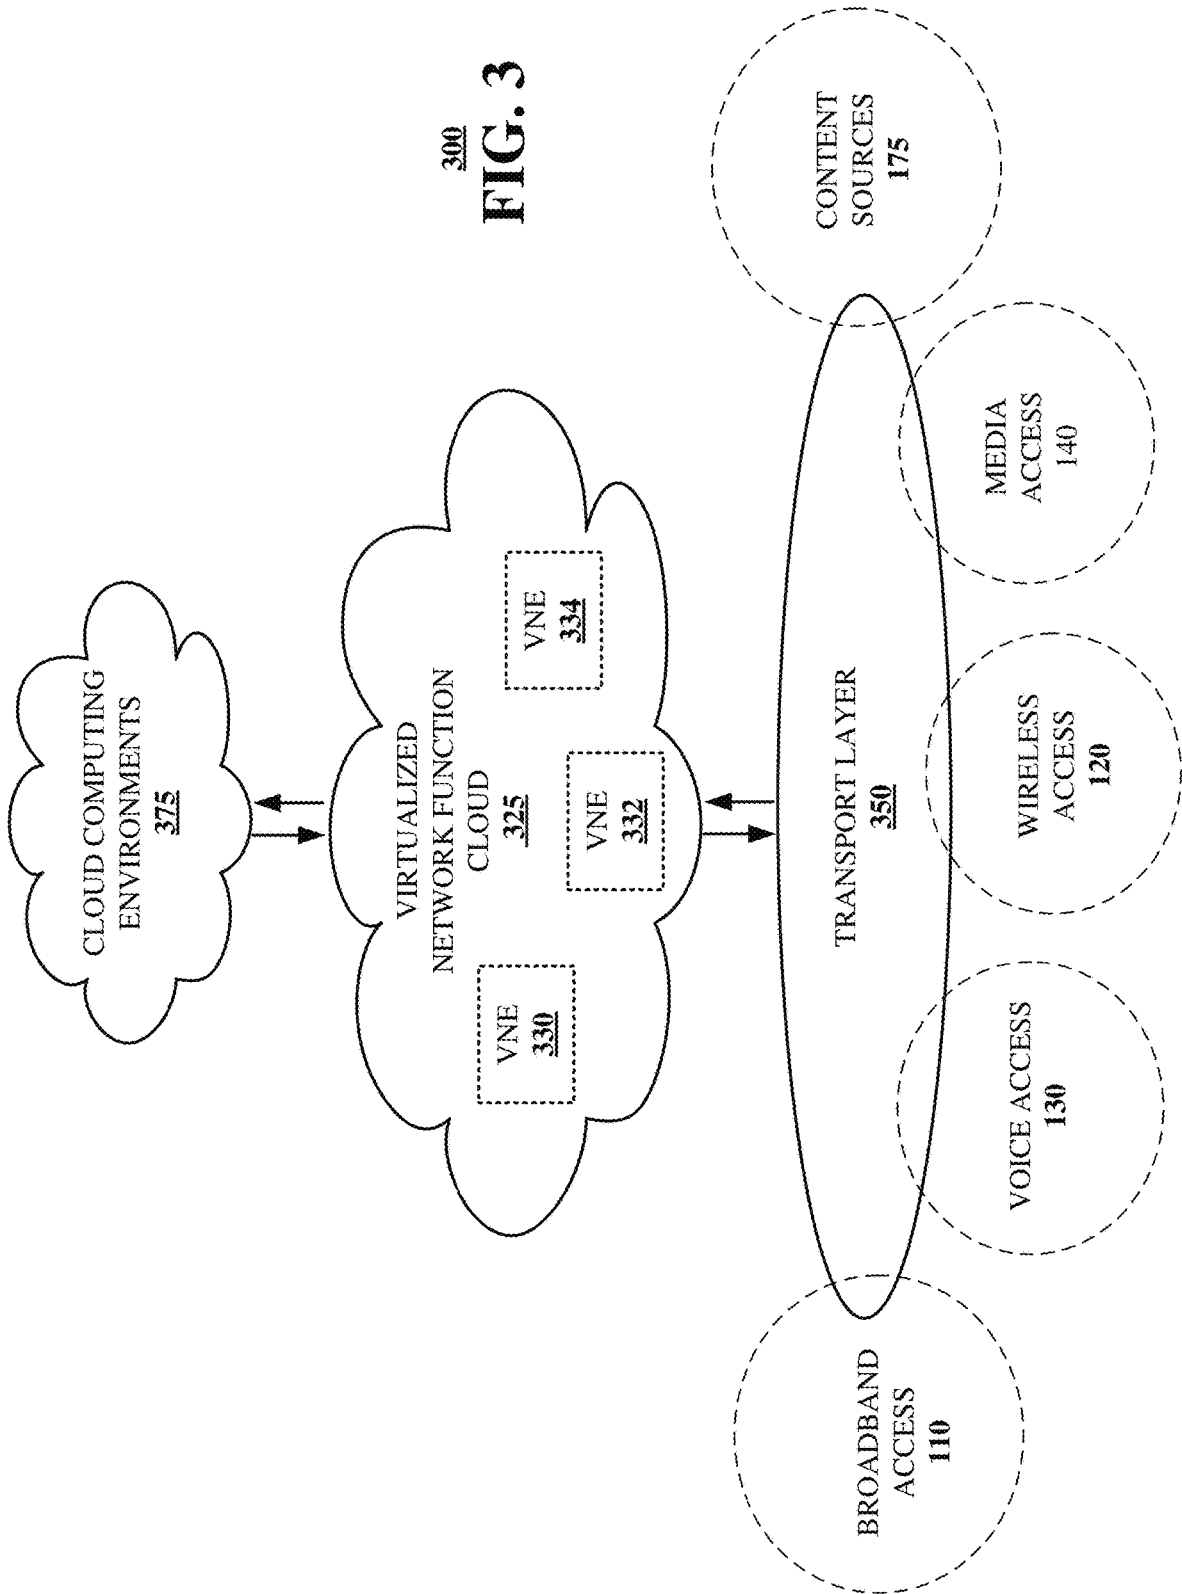 CLOUD COMPUTING
ENVIRONMENTS
375
VIRTUALIZED
NETWORK FUNCTION
CLOUD
325
VNE
330
VNE
332
VNE
334
300
FIG. 3
TRANSPORT LAYER
350
BROADBAND
ACCESS
110
VOICE ACCESS
130
WIRELESS
ACCESS
120
MEDIA
ACCESS
140
CONTENT
SOURCES
175